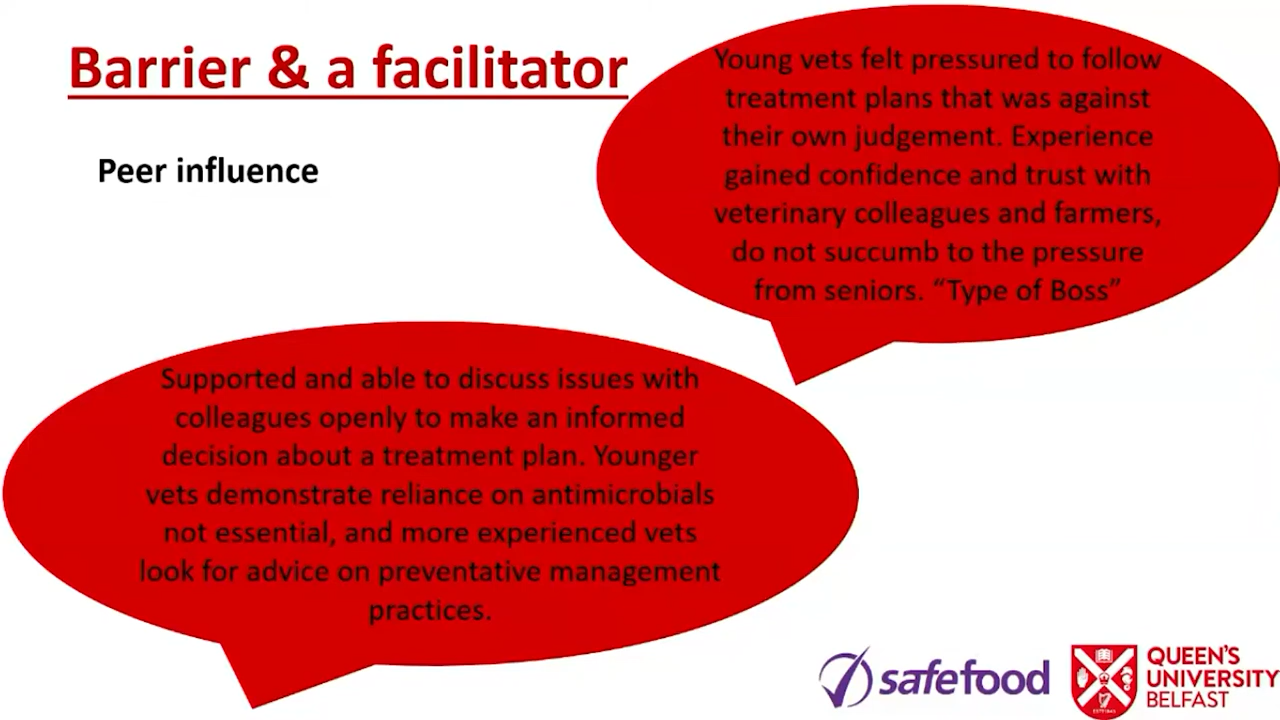 Barrier & a facilitator
Peer influence
Young vets felt pressured to follow
treatment plans that was against
their own judgement. Experience
gained confidence and trust with
veterinary colleagues and farmers,
do not succumb to the pressure
from seniors. “Type of Boss”
Supported and able to discuss issues with
colleagues openly to make an informed
decision about a treatment plan. Younger
vets demonstrate reliance on antimicrobials
not essential, and more experienced vets
look for advice on preventative management
practices.
safefood
QUEEN'S
UNIVERSITY
BELFAST